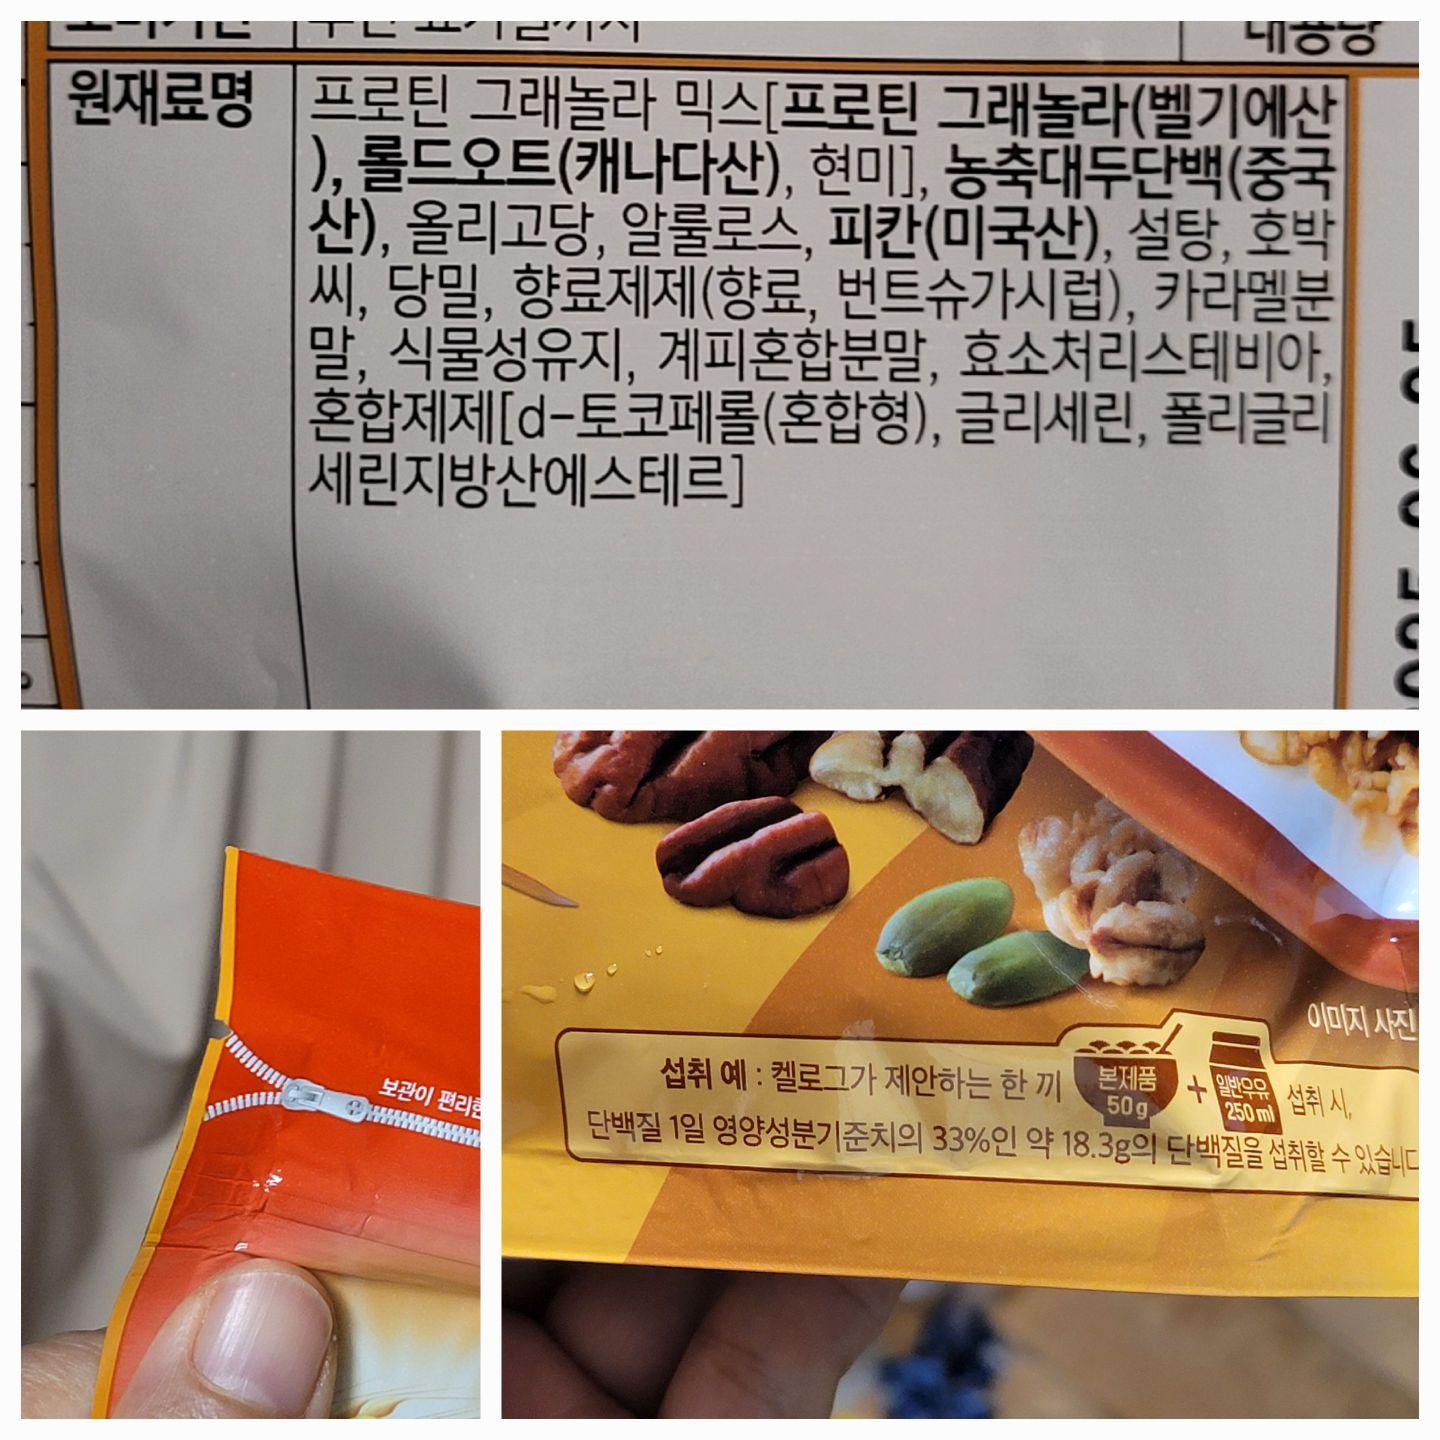 원재료명
프로틴 그래놀라 믹스[프로틴 그래놀라(벨기에산
), 롤드오트(캐나다산), 현미], 농축대두단백(중국
산), 올리고당, 알룰로스, 피칸(미국산), 설탕, 호박
씨, 당밀, 향료제제(향료, 번트슈가시럽), 카라멜분
말, 식물성유지, 계피혼합분말, 효소처리스테비아,
혼합제제[d-토코페롤(혼합형), 글리세린, 폴리글리
세린지방산에스테르]
보관이 편리한
이미지 사진
섭취 예 : 켈로그가 제안하는 한 끼 본제품 50g + 일반우유 250ml 섭취 시,
단백질 1일 영양성분기준치의 33%인 약 18.3g의 단백질을 섭취할 수 있습니다